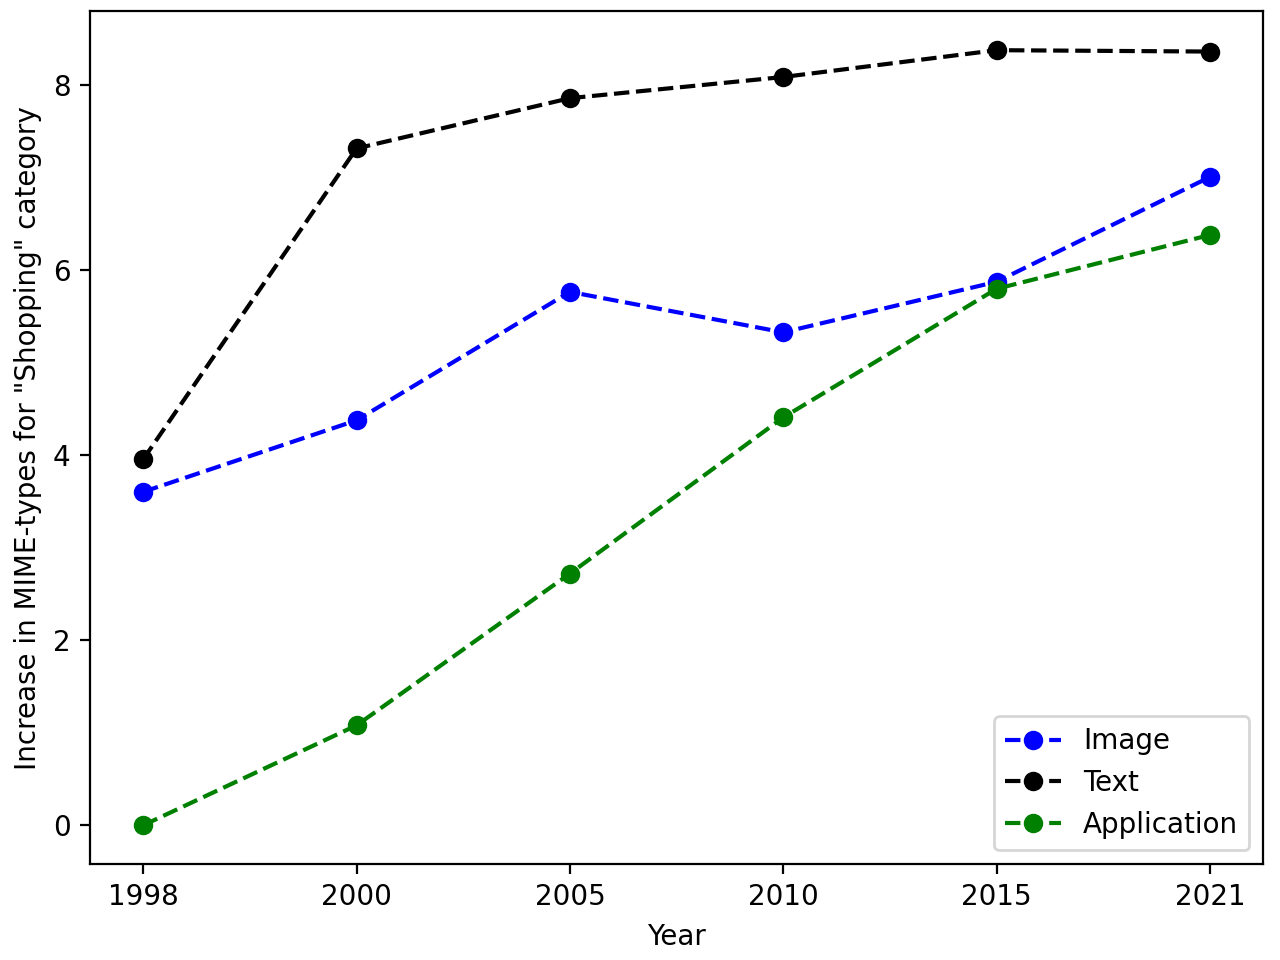 Increase in MIME-types for "Shopping" category
8
6
4
2
0
1998 2000 2005 2010 2015 2021
Year
Image
Text
Application